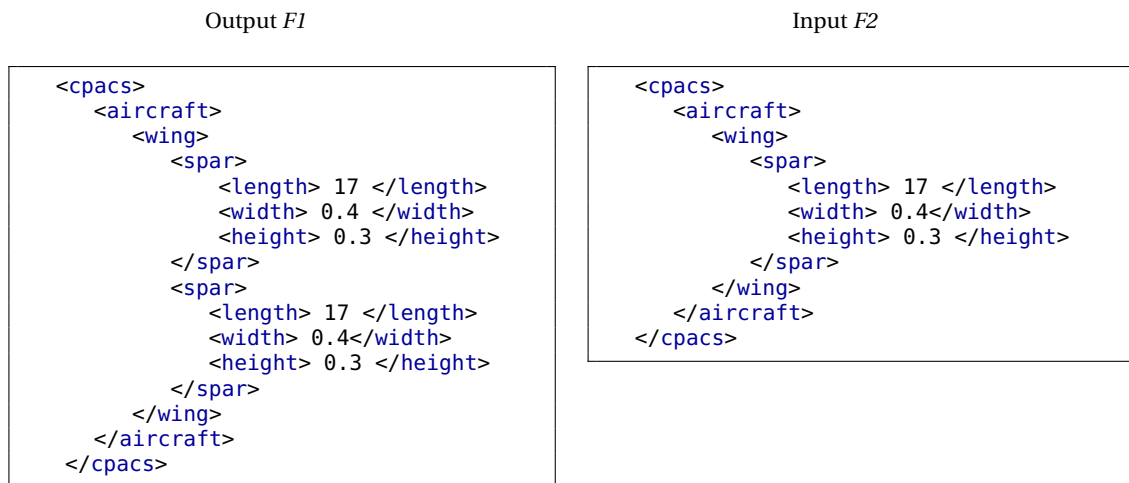 Output F1
<cpacs>
<aircraft>
<wing>
<spar>
<length> 17 </length>
<width> 0.4 </width>
<height> 0.3 </height>
</spar>
<spar>
<length> 17 </length>
<width> 0.4</width>
<height> 0.3 </height>
</spar>
</wing>
</aircraft>
</cpacs>
Input F2
<cpacs>
<aircraft>
<wing>
<spar>
<length> 17 </length>
<width> 0.4</width>
<height> 0.3 </height>
</spar>
</wing>
</aircraft>
</cpacs>